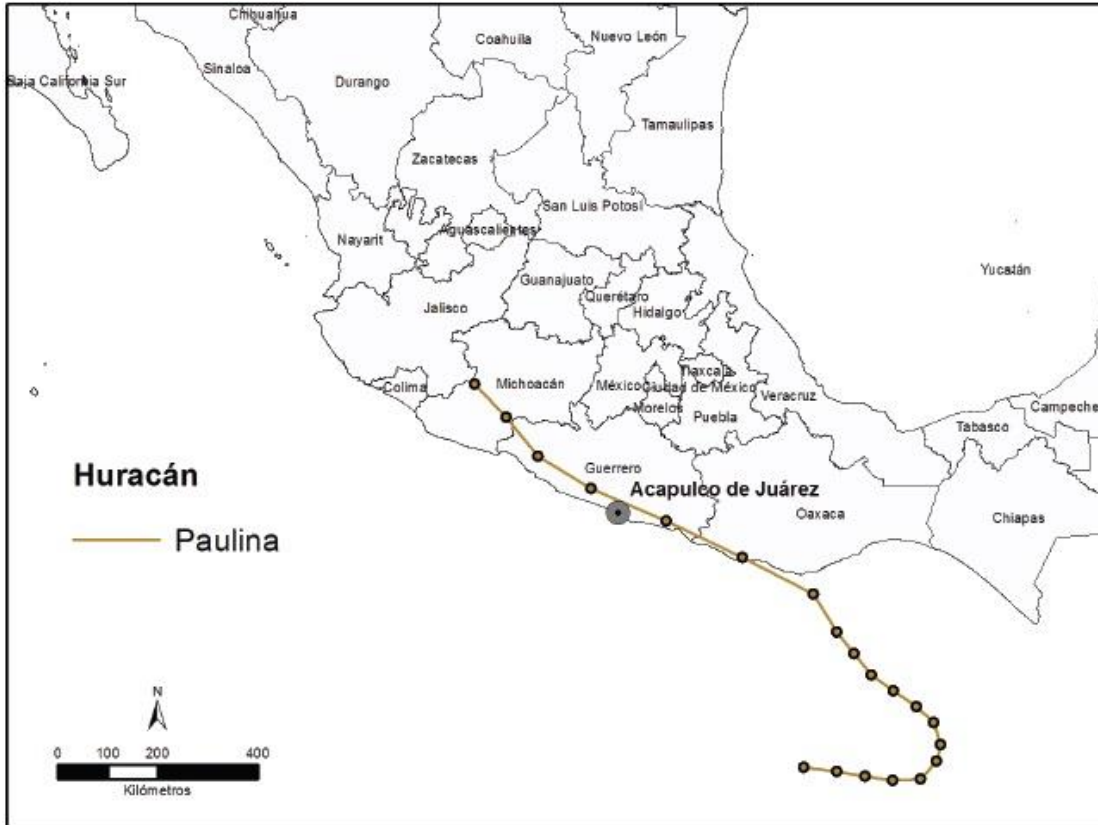 Chihuahua
Coahuila
Nuevo León
Sinaloa
Baja California Sur
Durango
Tamaulipas
Zacatecas
San Luis Potosí
Nayarit
Aguascalientes
Yucatán
Guanajuato
Querétaro
Hidalgo
Jalisco
Tlaxcala
Colima
Michoacán
México
Ciudad de México
Veracruz
Morelos
Puebla
Campeche
Tabasco
Huracán
Guerrero
Acapulco de Juárez
Oaxaca
Chiapas
Paulina
N
0 100 200 400
Kilómetros